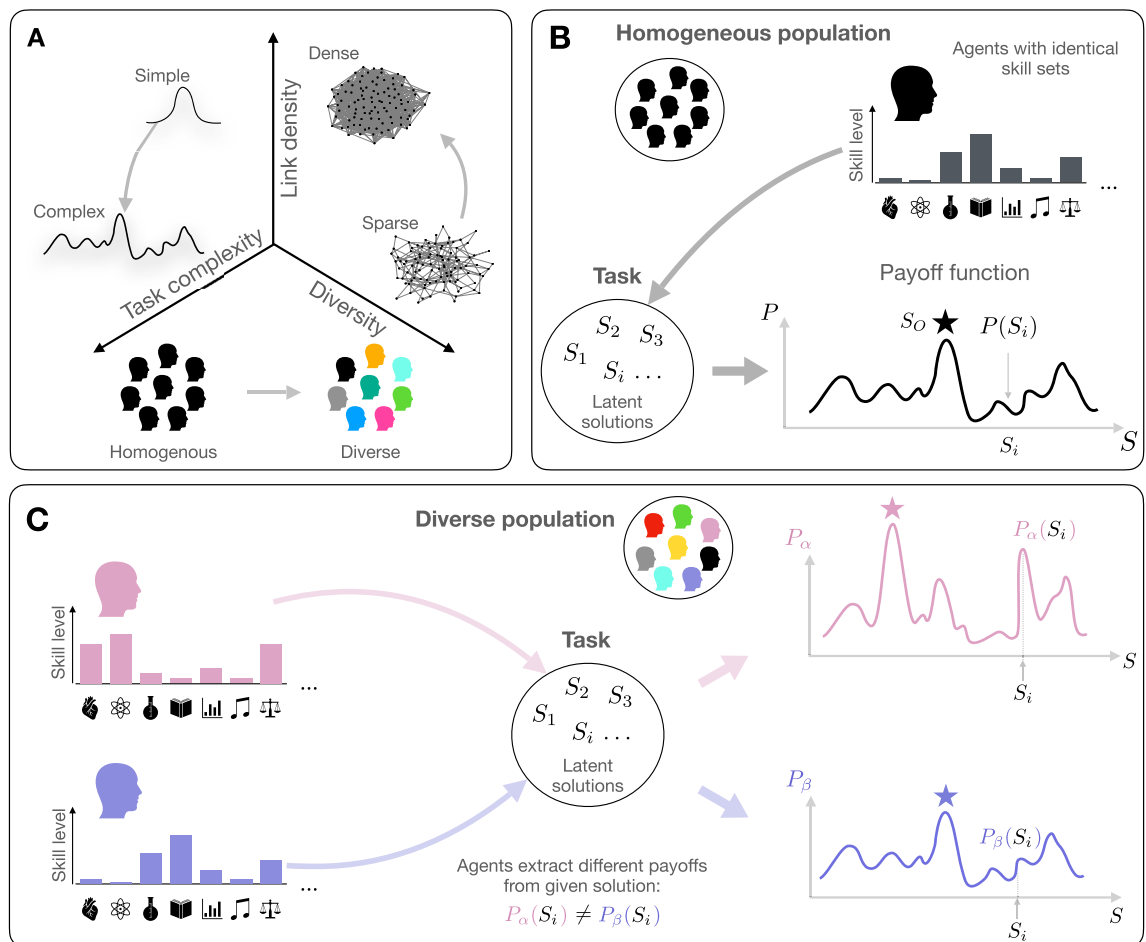 A
Simple
Complex
Task complexity
Link density
Dense
Sparse
Diversity
Homogenous
Diverse
B
Homogeneous population
Agents with identical
skill sets
Skill level
...
Task
S_1
S_2
S_3
S_i ...
Latent
solutions
Payoff function
P
S_O
P(S_i)
S_i
S
C
Diverse population
Skill level
...
Skill level
...
Task
S_1
S_2
S_3
S_i ...
Latent
solutions
Agents extract different payoffs
from given solution:
P_α(S_i) ≠ P_β(S_i)
P_α
P_α(S_i)
S_i
S
P_β
P_β(S_i)
S_i
S